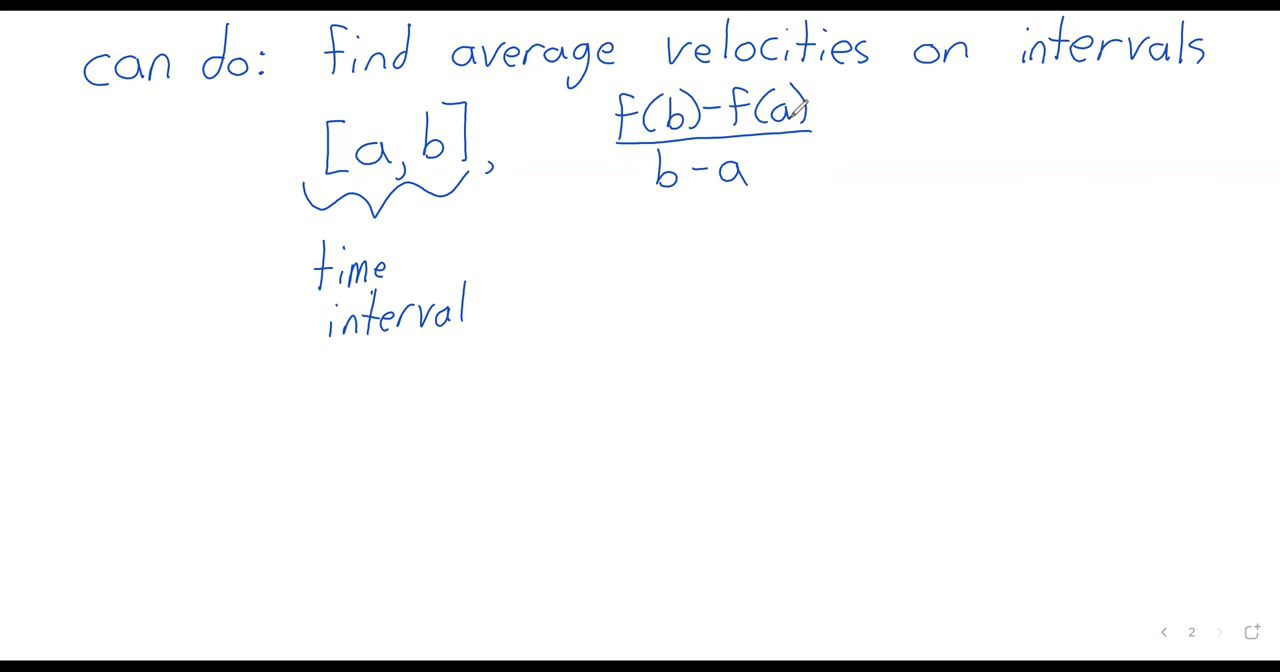 can do: find average velocities on intervals
[a, b], f(b)-f(a)
b-a
time
interval
2